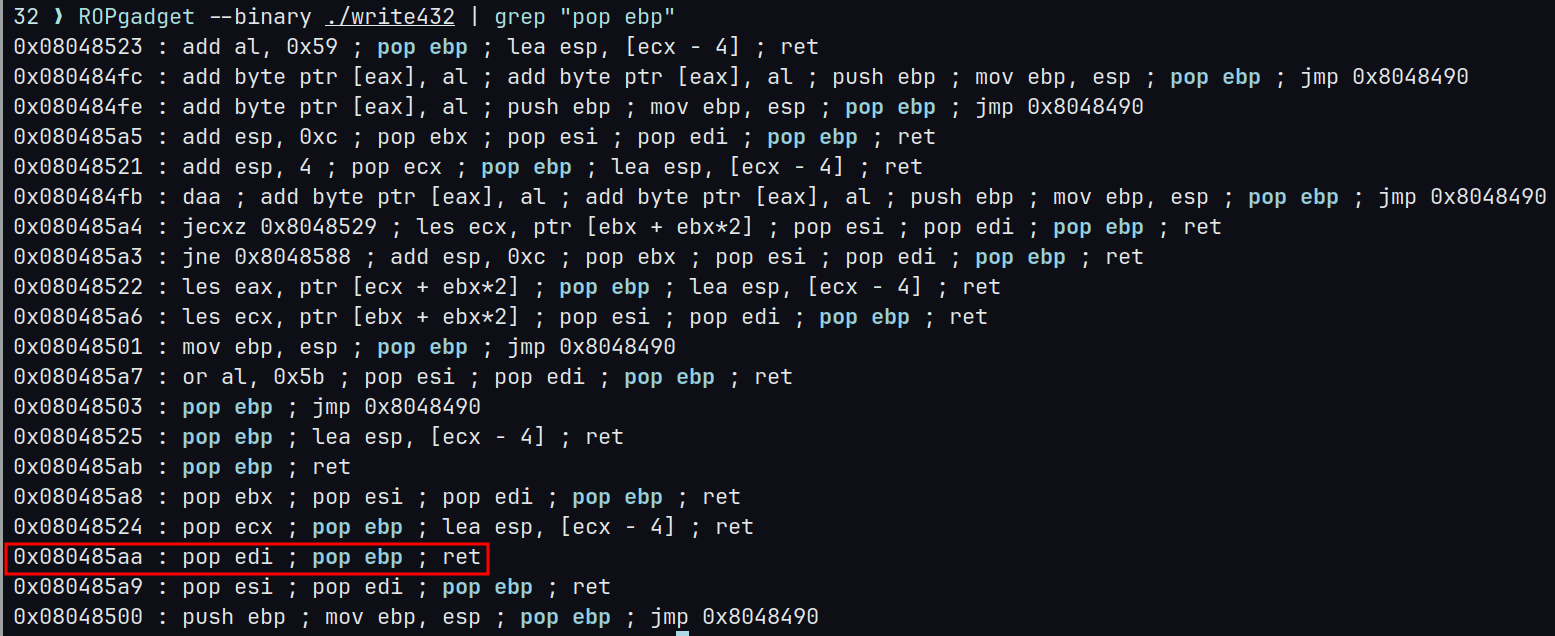 32 ❯ ROPgadget --binary ./write432 | grep "pop ebp"
0x08048523 : add al, 0x59 ; pop ebp ; lea esp, [ecx - 4] ; ret
0x080484fc : add byte ptr [eax], al ; add byte ptr [eax], al ; push ebp ; mov ebp, esp ; pop ebp ; jmp 0x8048490
0x080484fe : add byte ptr [eax], al ; push ebp ; mov ebp, esp ; pop ebp ; jmp 0x8048490
0x080485a5 : add esp, 0xc ; pop ebx ; pop esi ; pop edi ; pop ebp ; ret
0x08048521 : add esp, 4 ; pop ecx ; pop ebp ; lea esp, [ecx - 4] ; ret
0x080484fb : daa ; add byte ptr [eax], al ; add byte ptr [eax], al ; push ebp ; mov ebp, esp ; pop ebp ; jmp 0x8048490
0x080485a4 : jecxz 0x8048529 ; les ecx, ptr [ebx + ebx*2] ; pop esi ; pop edi ; pop ebp ; ret
0x080485a3 : jne 0x8048588 ; add esp, 0xc ; pop ebx ; pop esi ; pop edi ; pop ebp ; ret
0x08048522 : les eax, ptr [ecx + ebx*2] ; pop ebp ; lea esp, [ecx - 4] ; ret
0x080485a6 : les ecx, ptr [ebx + ebx*2] ; pop esi ; pop edi ; pop ebp ; ret
0x08048501 : mov ebp, esp ; pop ebp ; jmp 0x8048490
0x080485a7 : or al, 0x5b ; pop esi ; pop edi ; pop ebp ; ret
0x08048503 : pop ebp ; jmp 0x8048490
0x08048525 : pop ebp ; lea esp, [ecx - 4] ; ret
0x080485ab : pop ebp ; ret
0x080485a8 : pop ebx ; pop esi ; pop edi ; pop ebp ; ret
0x08048524 : pop ecx ; pop ebp ; lea esp, [ecx - 4] ; ret
0x080485aa : pop edi ; pop ebp ; ret
0x080485a9 : pop esi ; pop edi ; pop ebp ; ret
0x08048500 : push ebp ; mov ebp, esp ; pop ebp ; jmp 0x8048490